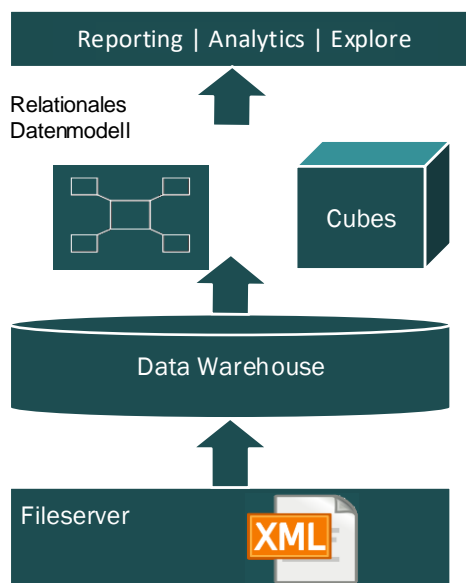 Reporting | Analytics | Explore
Relationales
Datenmodell
Cubes
Data Warehouse
Fileserver
XML